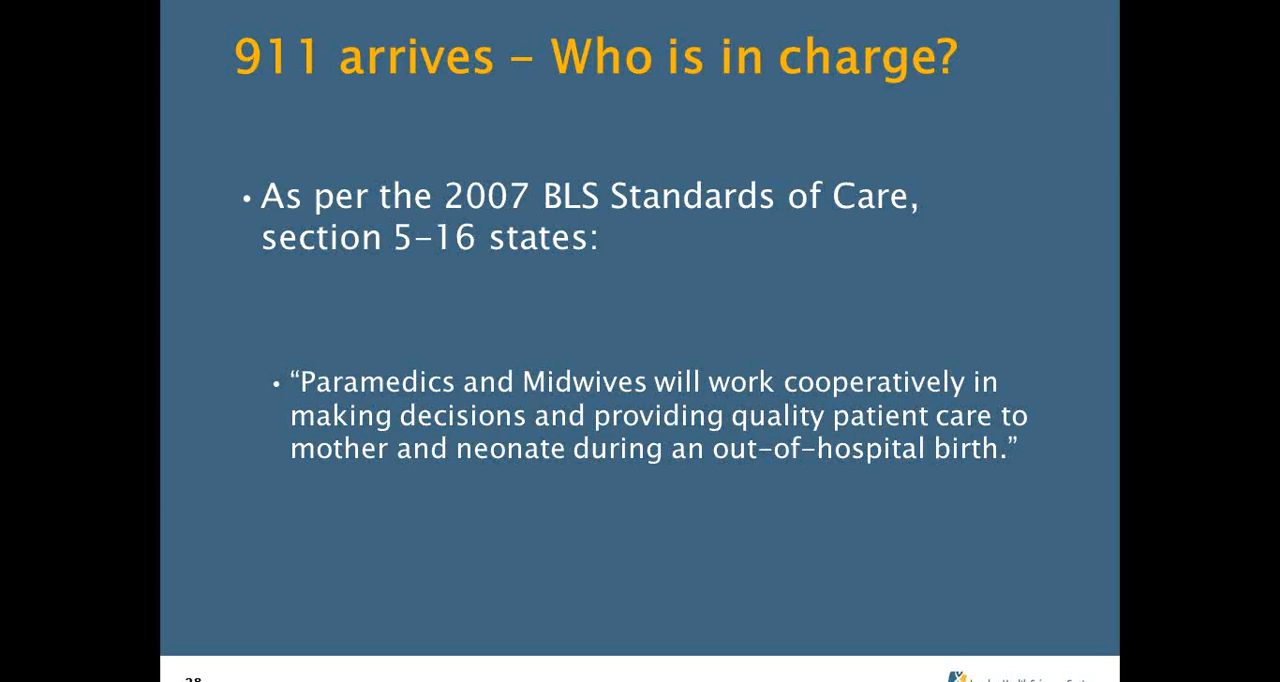 911 arrives – Who is in charge?
• As per the 2007 BLS Standards of Care,
section 5–16 states:
• “Paramedics and Midwives will work cooperatively in
making decisions and providing quality patient care to
mother and neonate during an out–of–hospital birth.”
28